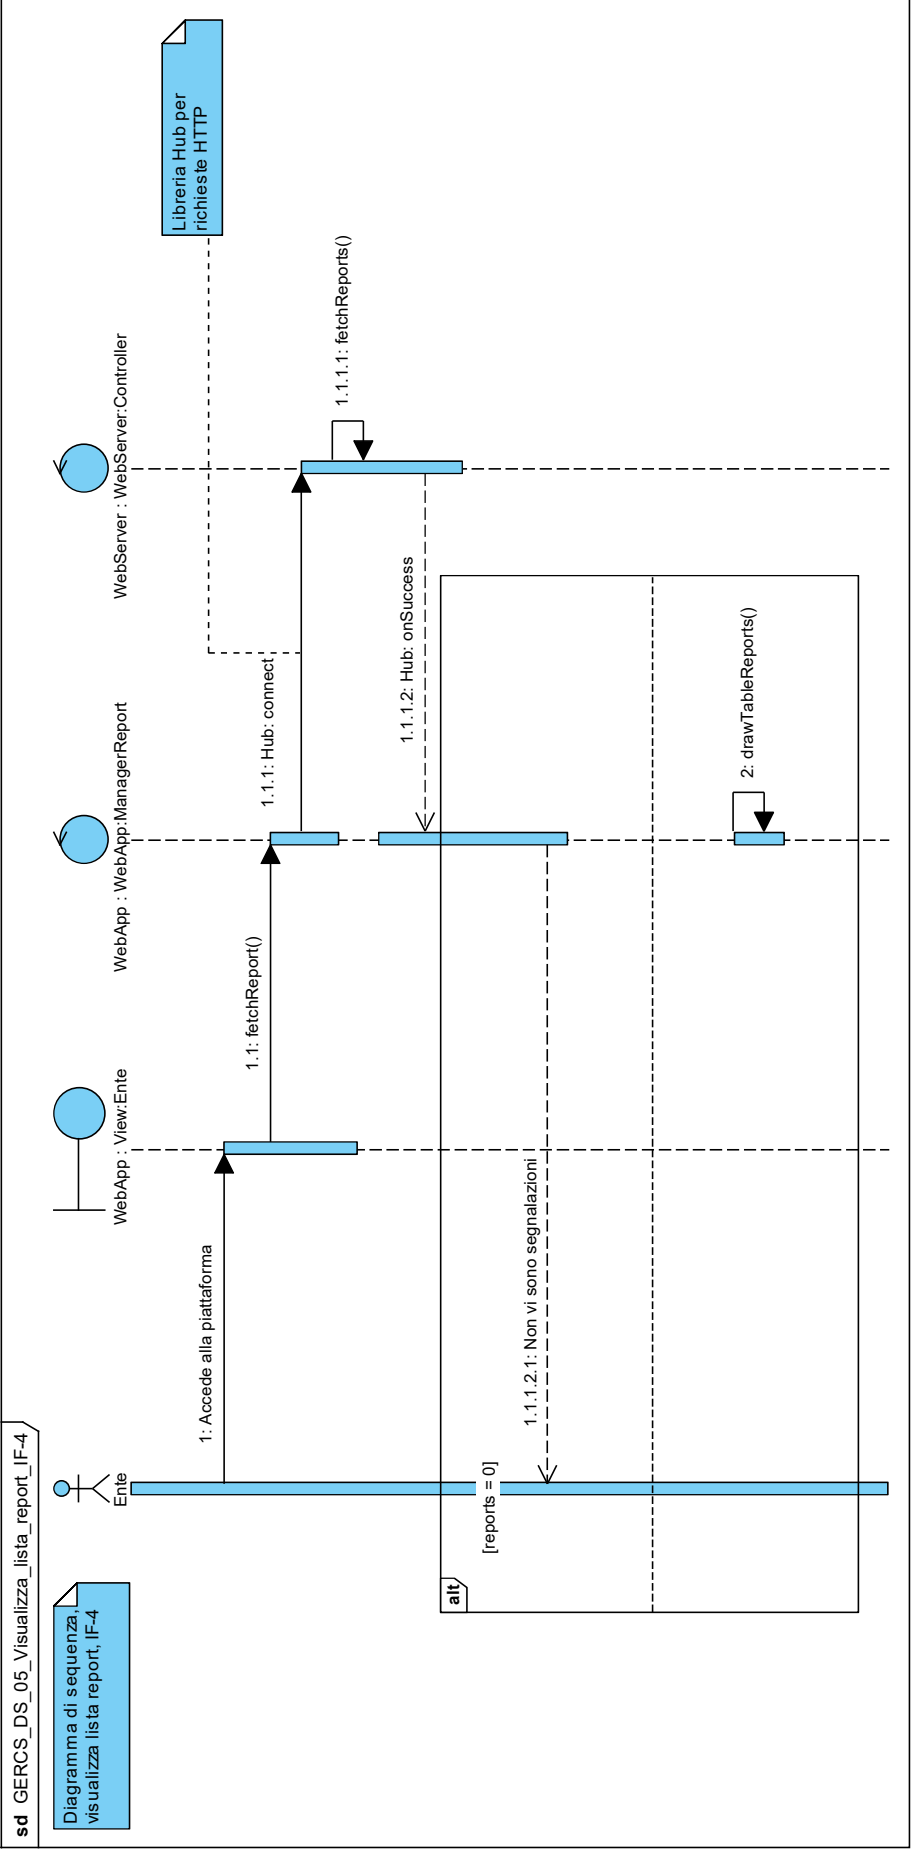 sd GERCS_DS_05_Visualizza_lista_report_IF-4
Diagramma di sequenza,
visualizza lista report, IF-4
Ente
WebApp : View:Ente
WebApp : WebApp:ManagerReport
WebServer : WebServer:Controller
Libreria Hub per
richieste HTTP
1: Accede alla piattaforma
1.1: fetchReport()
1.1.1: Hub: connect
1.1.1.1: fetchReports()
1.1.1.2: Hub: onSuccess
alt
[reports = 0]
1.1.1.2.1: Non vi sono segnalazioni
2: drawTableReports()